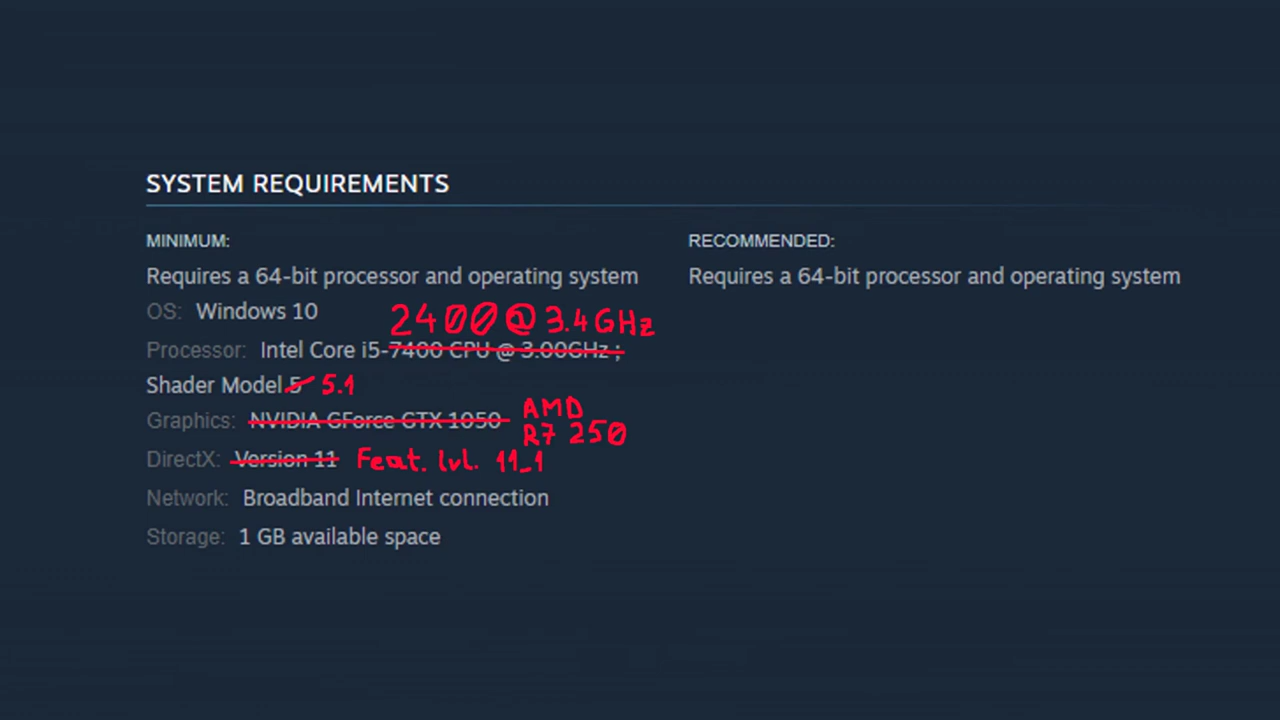 SYSTEM REQUIREMENTS
MINIMUM:
Requires a 64-bit processor and operating system
OS: Windows 10
2400 @ 3.4GHz
Processor: Intel Core i5-7400 CPU @ 3.00GHz ;
Shader Model 5 5.1
Graphics: NVIDIA GForce GTX 1050 AMD
R7 250
DirectX: Version 11 Feat. lvl. 11_1
Network: Broadband Internet connection
Storage: 1 GB available space
RECOMMENDED:
Requires a 64-bit processor and operating system